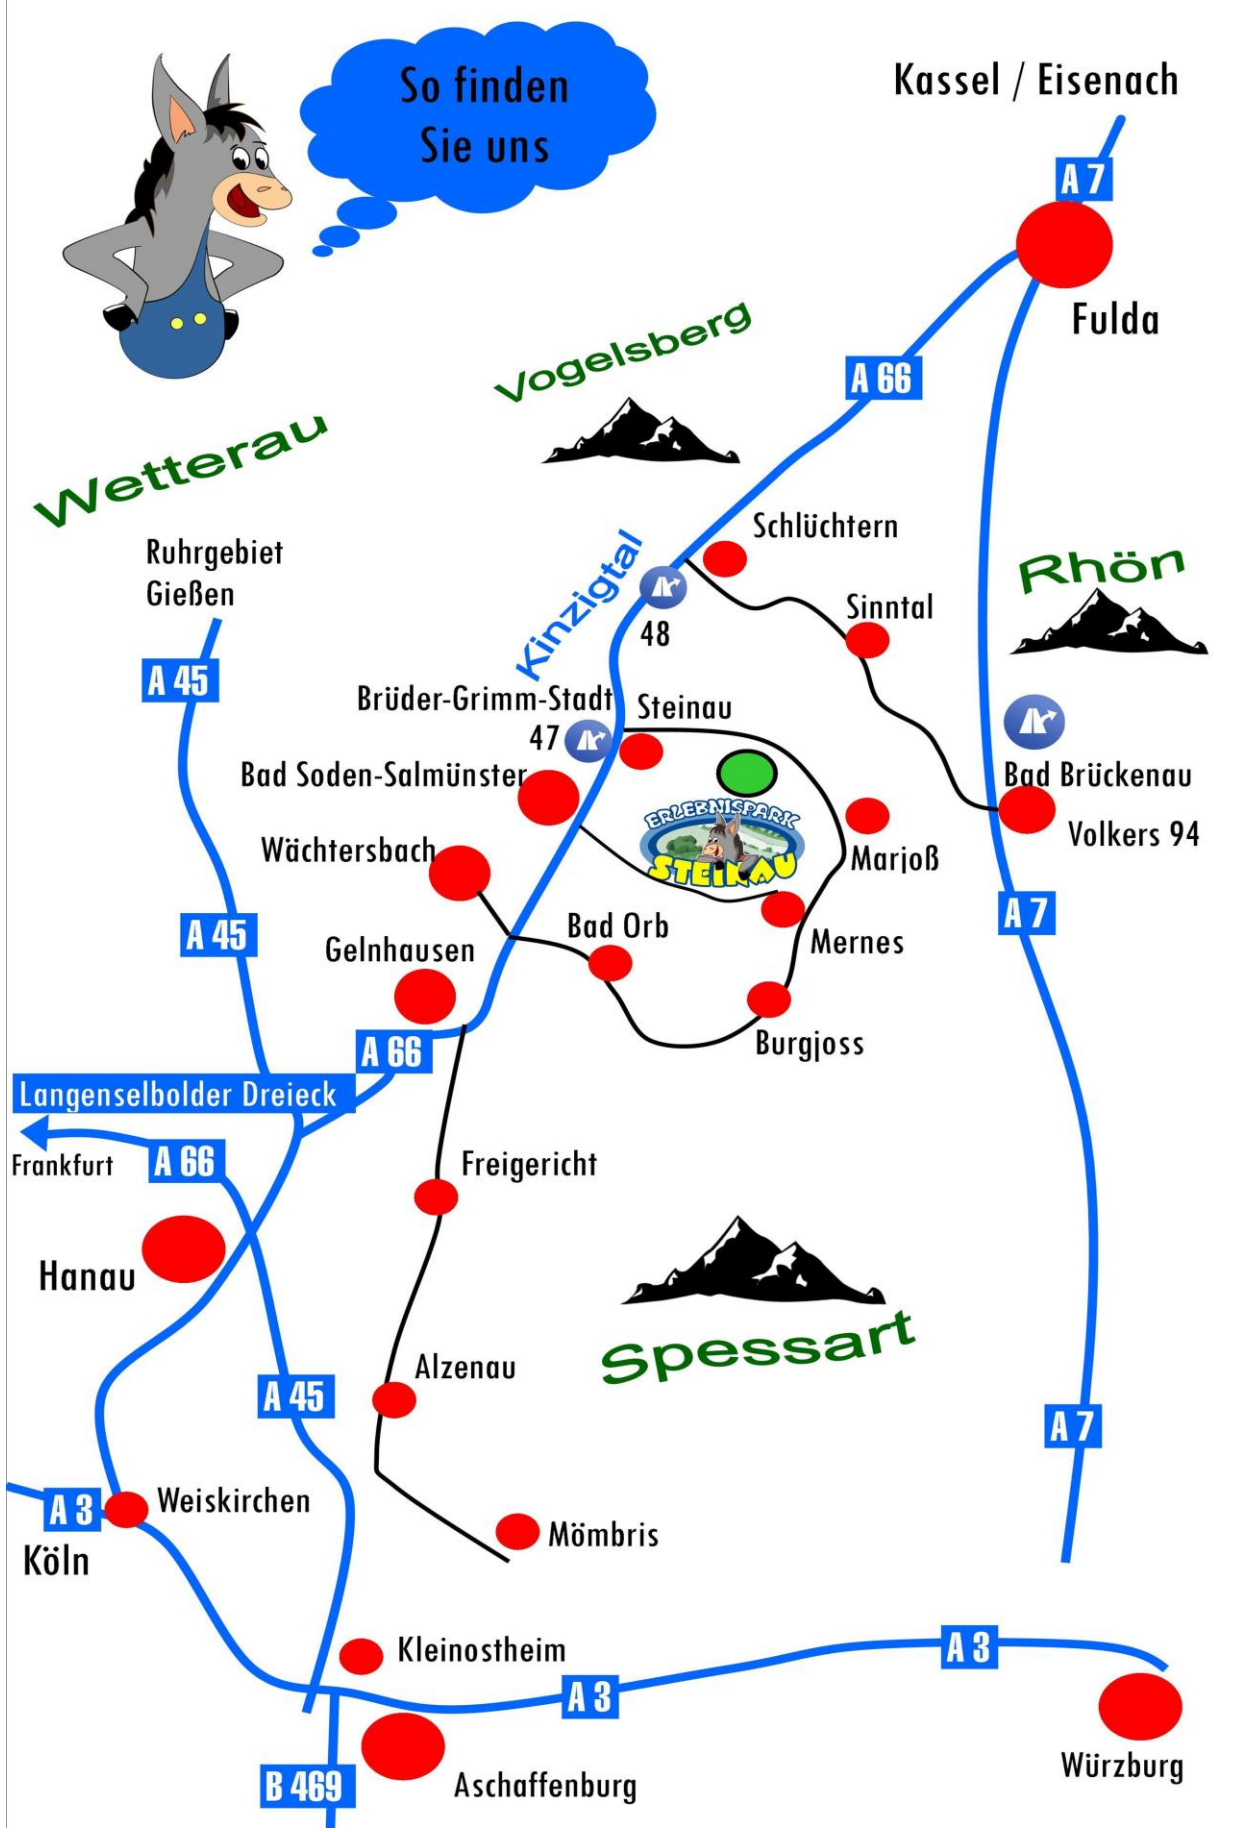 So finden
Sie uns
Kassel / Eisenach
A 7
Fulda
Vogelsberg
A 66
Wetterau
Schlüchtern
Ruhrgebiet
Gießen
Kinzigtal
Rhön
Sinntal
48
A 45
Brüder-Grimm-Stadt
Steinau
47
Bad Soden-Salmünster
Bad Brückenau
Volkers 94
ERLEBNISPARK
STEINAU
Wächtersbach
Marjoß
A 7
Bad Orb
A 45
Mernes
Gelnhausen
Burgjoss
A 66
Langenselbolder Dreieck
Frankfurt
A 66
Freigericht
Hanau
Spessart
Alzenau
A 45
A 7
A 3
Weiskirchen
Köln
Mömbris
Kleinostheim
A 3
A 3
Würzburg
B 469
Aschaffenburg